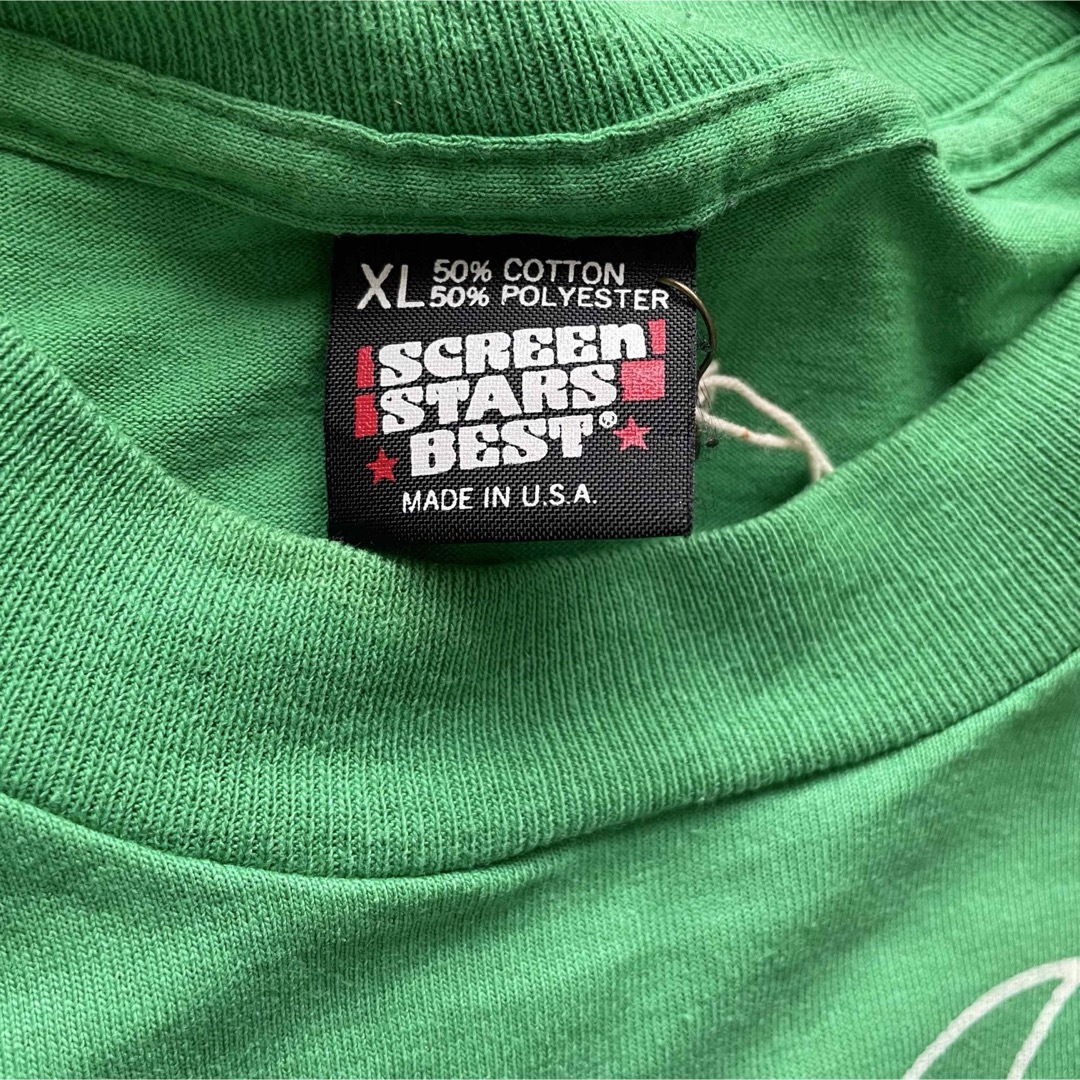 XL 50% COTTON
50% POLYESTER
SCREEN
STARS
BEST®
MADE IN U.S.A.